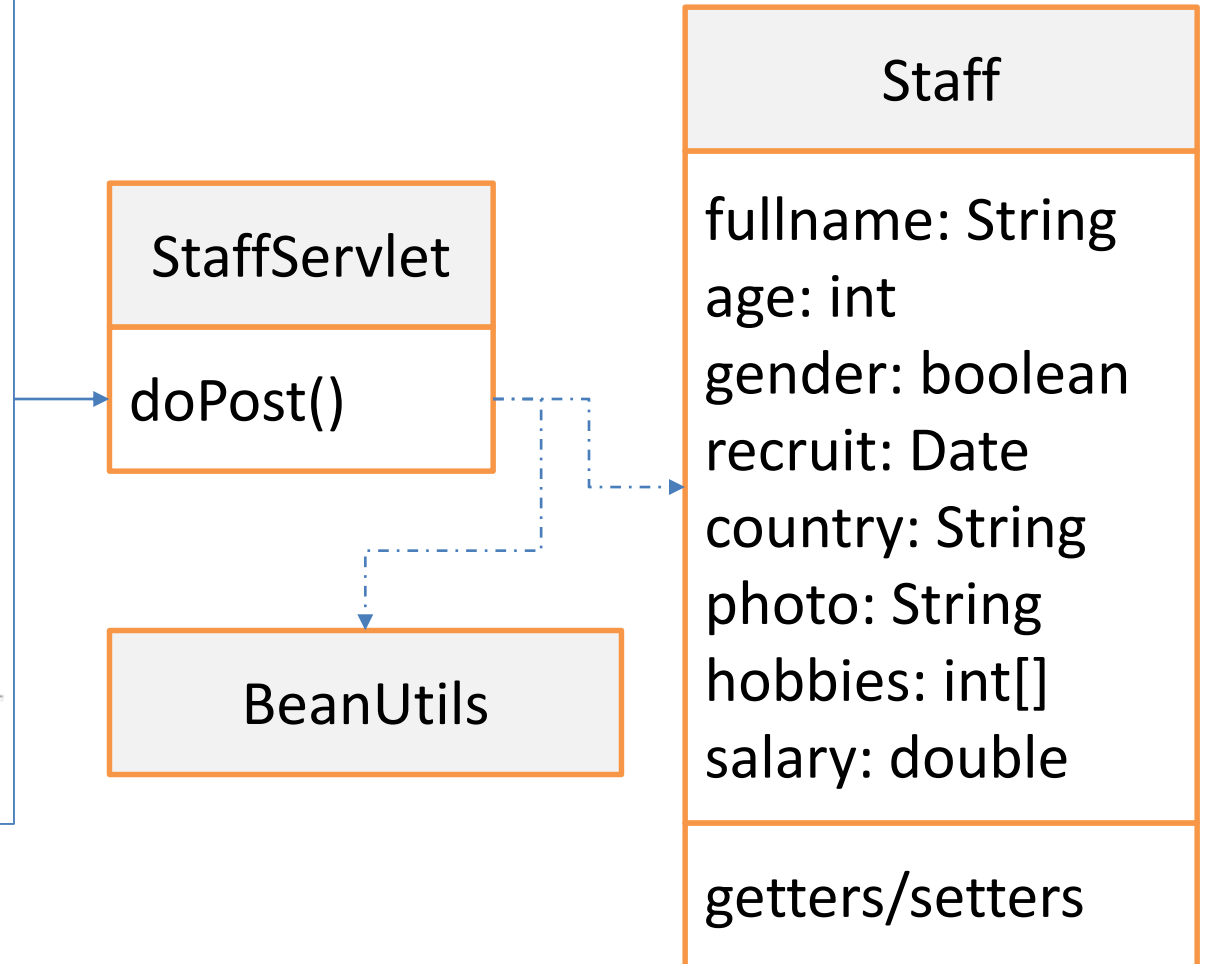 Staff
StaffServlet
doPost()
BeanUtils
fullname: String
age: int
gender: boolean
recruit: Date
country: String
photo: String
hobbies: int[]
salary: double
getters/setters